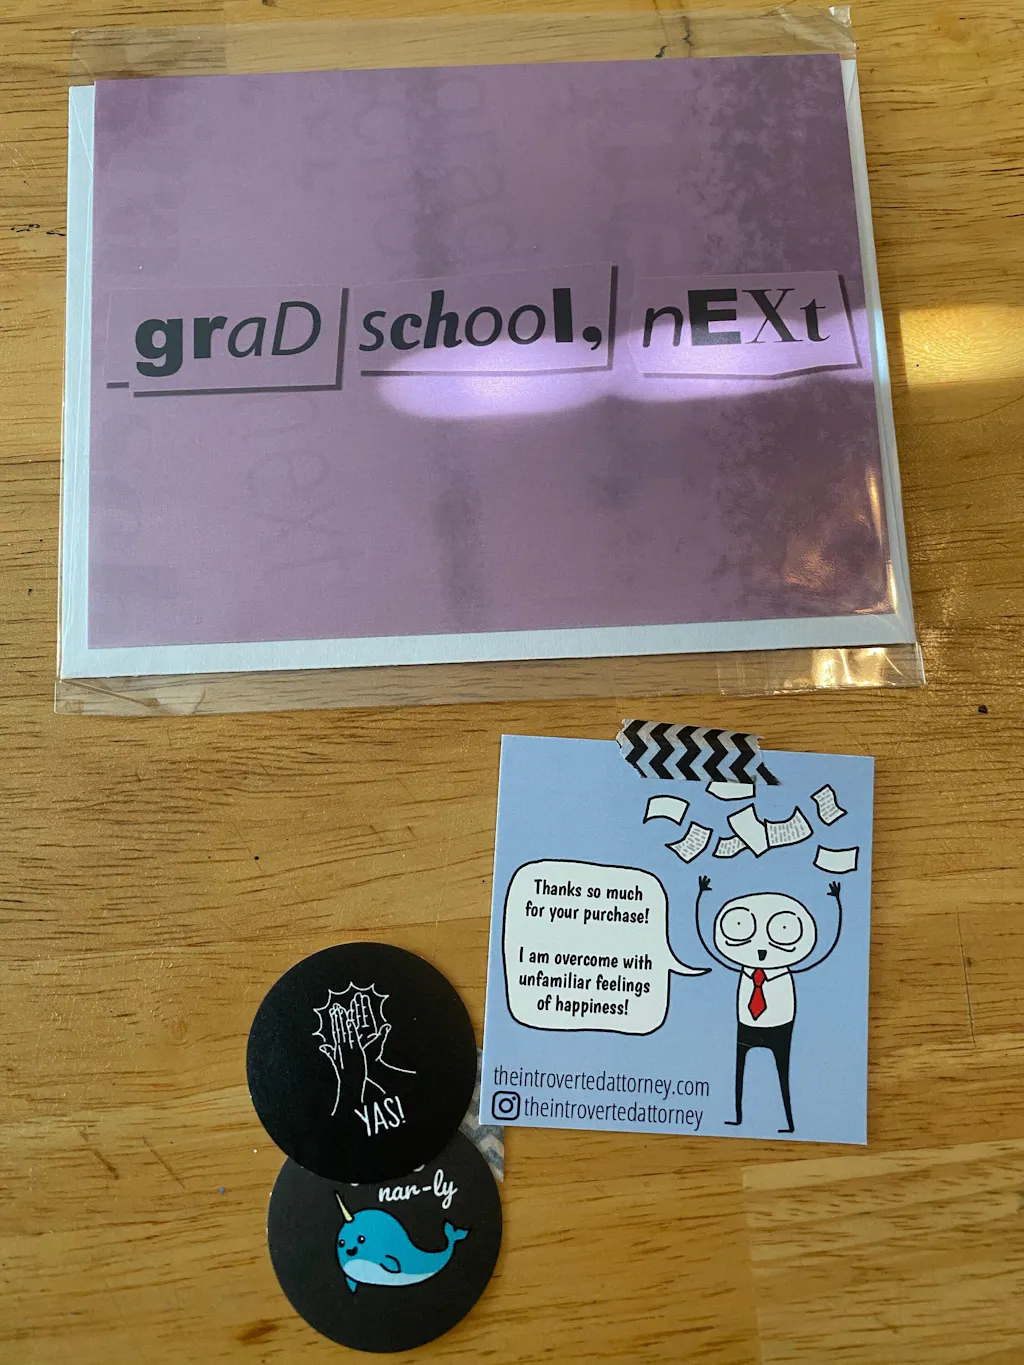 graD school, nEXt
Thanks so much
for your purchase!
I am overcome with
unfamiliar feelings
of happiness!
theintrovertedattorney.com
theintrovertedattorney
YAS!
nar-ly